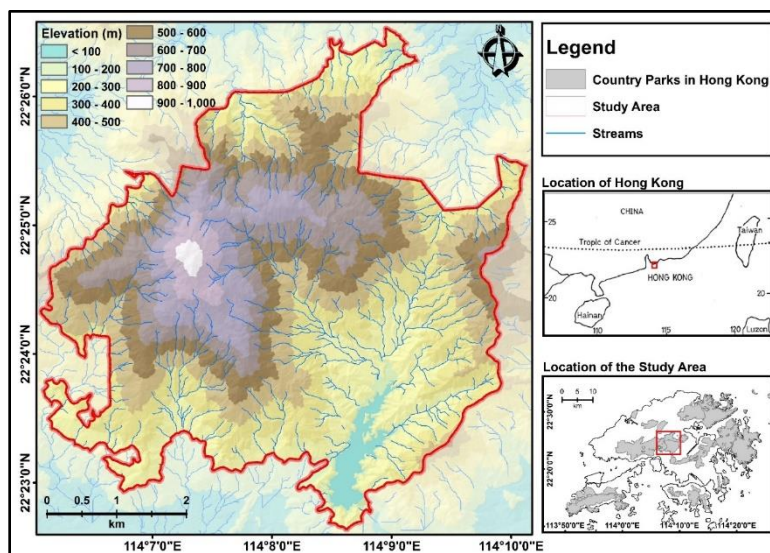 Elevation (m)
< 100
100 - 200
200 - 300
300 - 400
400 - 500
500 - 600
600 - 700
700 - 800
800 - 900
900 - 1,000
22°26'0"N
22°25'0"N
22°24'0"N
22°23'0"N
0 0.5 1 2
km
114°7'0"E 114°8'0"E 114°9'0"E 114°10'0"E
Legend
Country Parks in Hong Kong
Study Area
Streams
Location of Hong Kong
CHINA
25
Taiwan
Tropic of Cancer
HONG KONG
20
20
Hainan
110
115
120
Luzon
Location of the Study Area
0 5 10
km
22°30'0"N
22°20'0"N
113°50'0"E 114°0'0"E 114°10'0"E 114°20'0"E